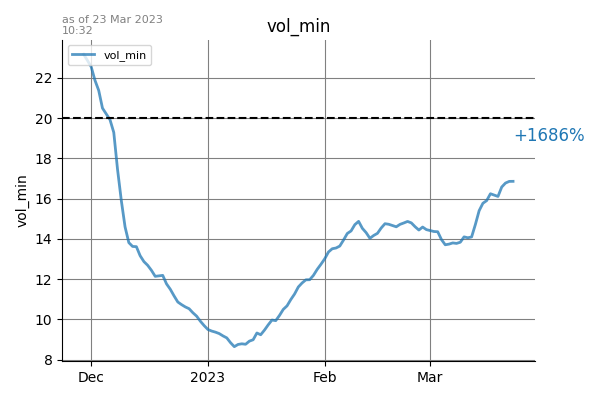 as of 23 Mar 2023
10:32
vol_min
vol_min
22
20
18
16
14
12
10
8
vol_min
+1686%
Dec
2023
Feb
Mar